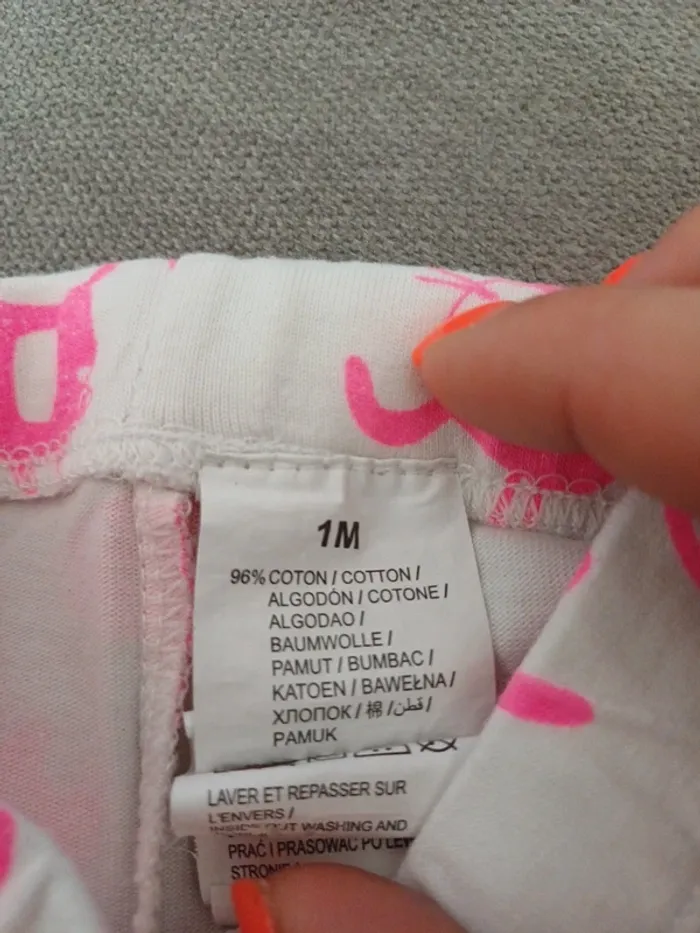 1M
96% COTON / COTTON /
ALGODÓN / COTONE /
ALGODAO /
BAUMWOLLE /
PAMUT / BUMBAC /
KATOEN / BAWEŁNA /
ХЛОПОК / 棉 / قطن /
PAMUK
LAVER ET REPASSER SUR
L'ENVERS /
INSIDE OUT WASHING AND
PRAĆ I PRASOWAĆ PO